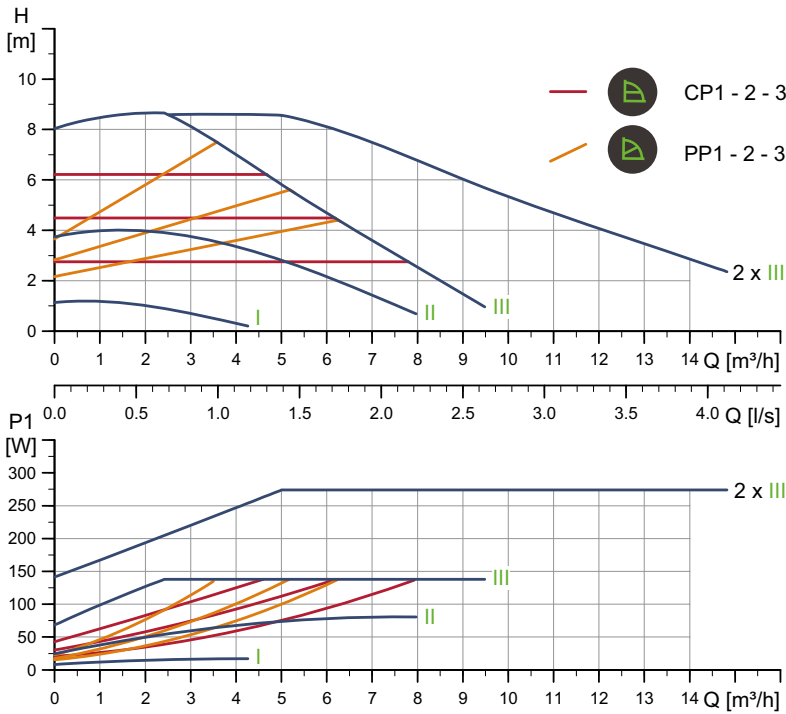 H
[m]
10
8
6
4
2
0
CP1 - 2 - 3
PP1 - 2 - 3
2 x III
III
II
I
0 1 2 3 4 5 6 7 8 9 10 11 12 13 14 Q [m³/h]
0.0 0.5 1.0 1.5 2.0 2.5 3.0 3.5 4.0 Q [l/s]
P1
[W]
300
250
200
150
100
50
0
2 x III
III
II
I
0 1 2 3 4 5 6 7 8 9 10 11 12 13 14 Q [m³/h]